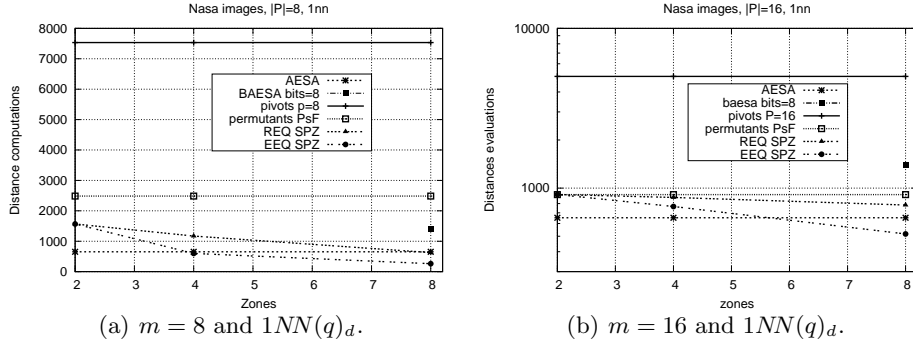 Nasa images, |P|=8, 1nn
Distance computations
8000
7000
6000
5000
4000
3000
2000
1000
0
AESA
BAESA bits=8
pivots p=8
permutants PsF
REQ SPZ
EEQ SPZ
2 3 4 5 6 7 8
Zones
(a) m = 8 and 1NN(q)d.
Nasa images, |P|=16, 1nn
Distances evaluations
10000
1000
AESA
baesa bits=8
pivots P=16
permutants PsF
REQ SPZ
EEQ SPZ
2 3 4 5 6 7 8
zones
(b) m = 16 and 1NN(q)d.